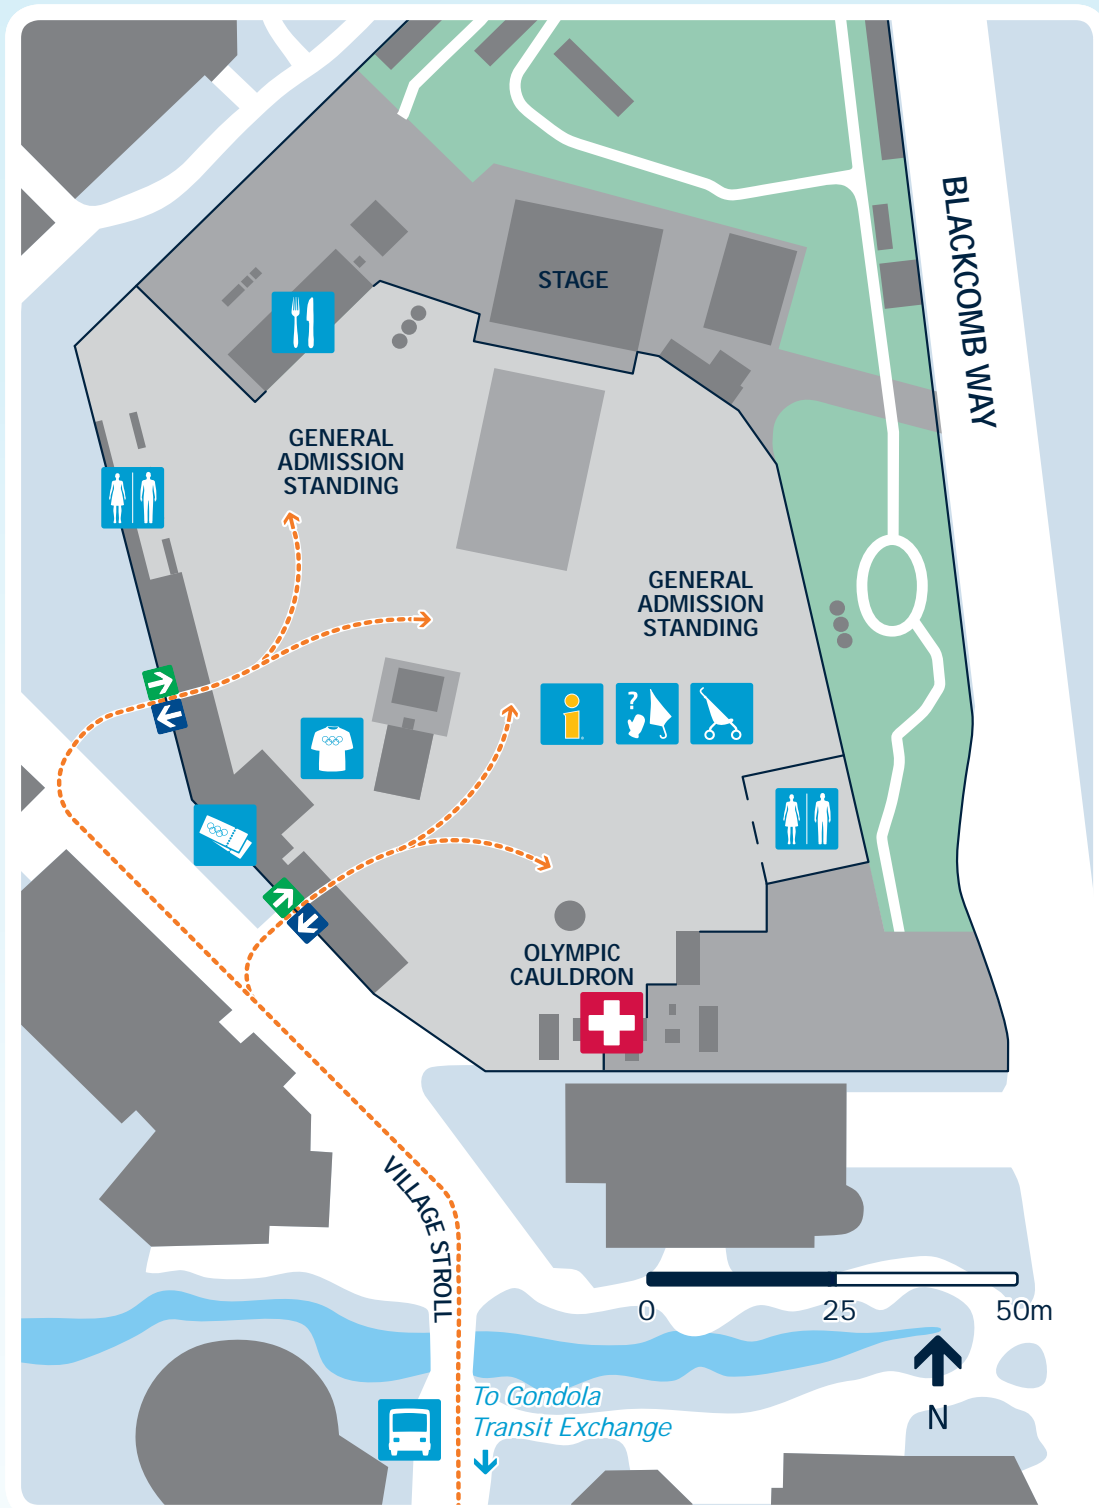 STAGE
BLACKCOMB WAY
GENERAL
ADMISSION
STANDING
GENERAL
ADMISSION
STANDING
?
i
OLYMPIC
CAULDRON
VILLAGE STROLL
0 25 50m
To Gondola
Transit Exchange
N